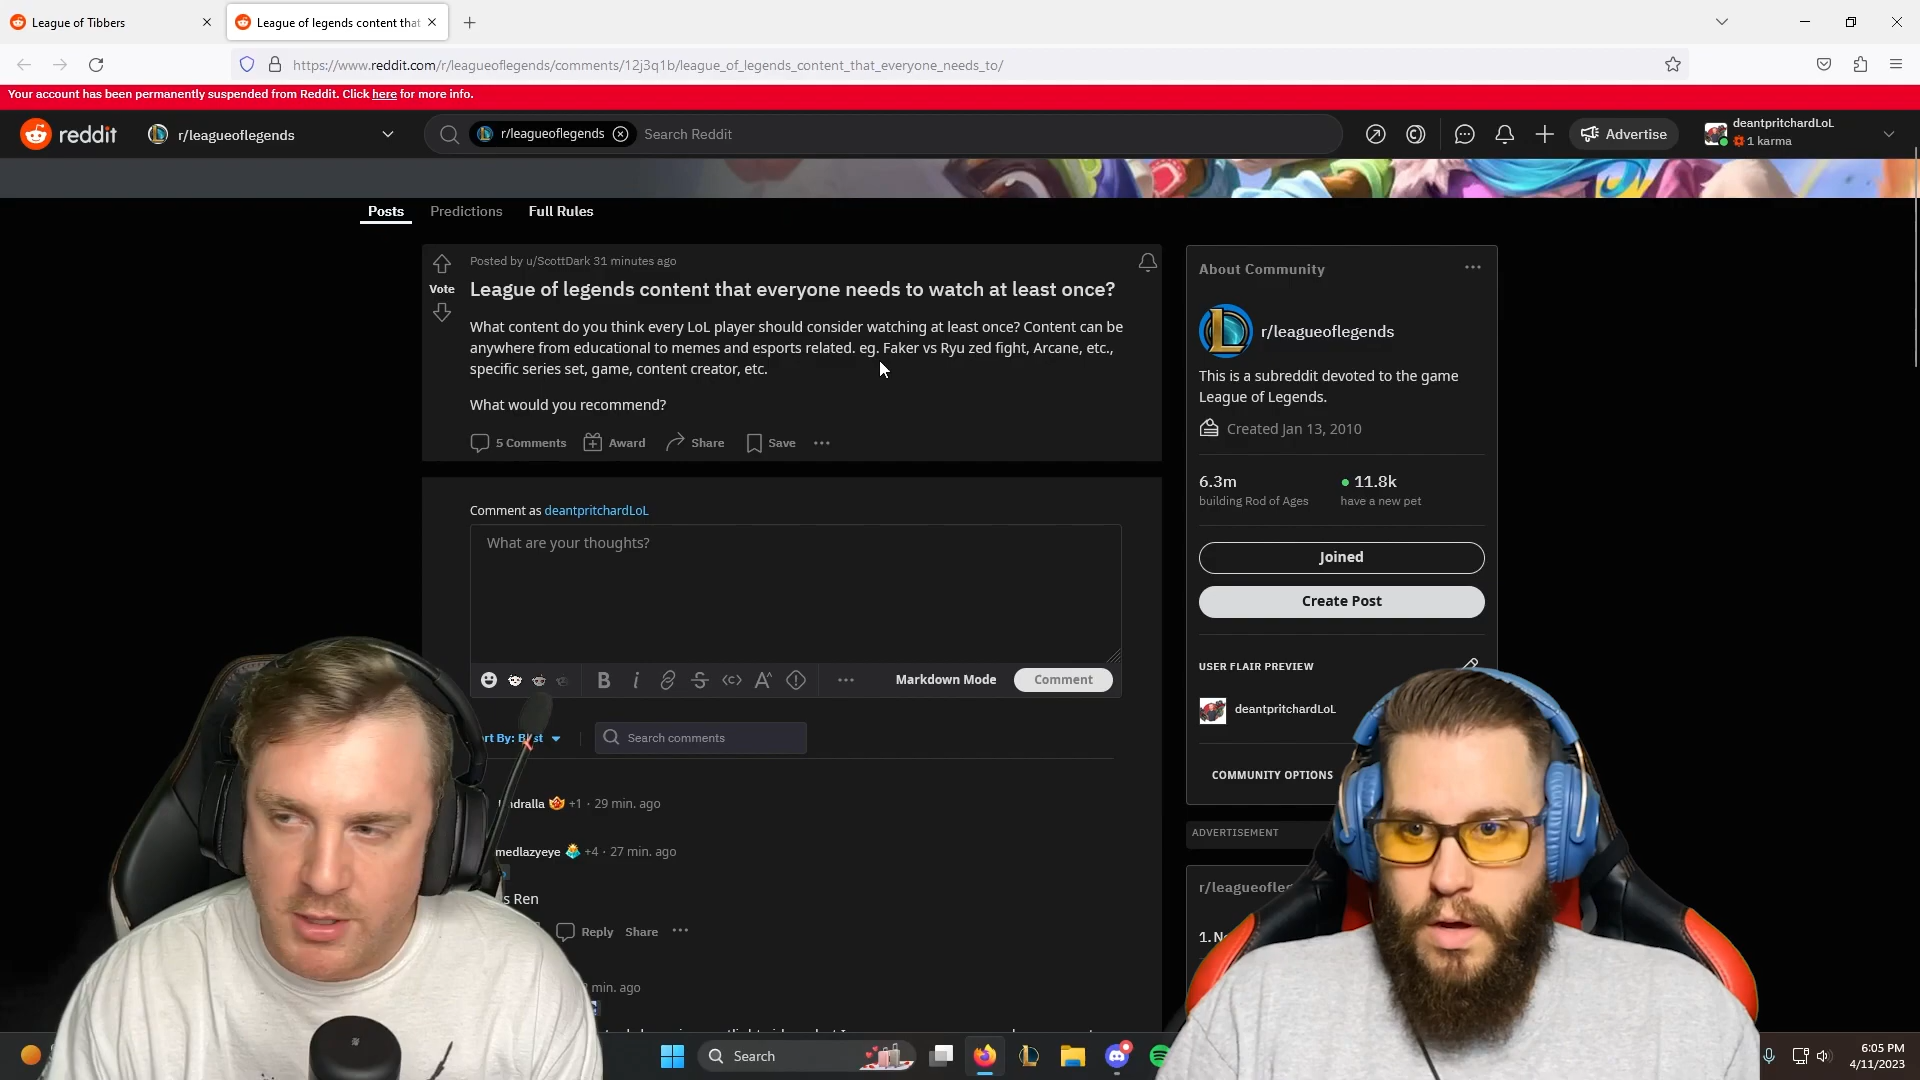 League of Tibbers
League of legends content that
https://www.reddit.com/r/leagueoflegends/comments/12j3q1b/league_of_legends_content_that_everyone_needs_to/
Your account has been permanently suspended from Reddit. Click here for more info.
reddit
r/leagueoflegends
r/leagueoflegends
Search Reddit
Advertise
deantpritchardLoL
1 karma
Posts
Predictions
Full Rules
Posted by u/ScottDark 31 minutes ago
Vote
League of legends content that everyone needs to watch at least once?
What content do you think every LoL player should consider watching at least once? Content can be
anywhere from educational to memes and esports related. eg. Faker vs Ryu zed fight, Arcane, etc.,
specific series set, game, content creator, etc.
What would you recommend?
5 Comments
Award
Share
Save
Comment as deantpritchardLoL
What are your thoughts?
B
i
Markdown Mode
Comment
rt By:
Search comments
ndralla
+1 · 29 min. ago
medlazyeye
+4 · 27 min. ago
s Ren
Reply
Share
min. ago
About Community
r/leagueoflegends
This is a subreddit devoted to the game
League of Legends.
Created Jan 13, 2010
6.3m
building Rod of Ages
11.8k
have a new pet
Joined
Create Post
USER FLAIR PREVIEW
deantpritchardLoL
COMMUNITY OPTIONS
ADVERTISEMENT
r/leagueofle
1. N
Search
6:05 PM
4/11/2023